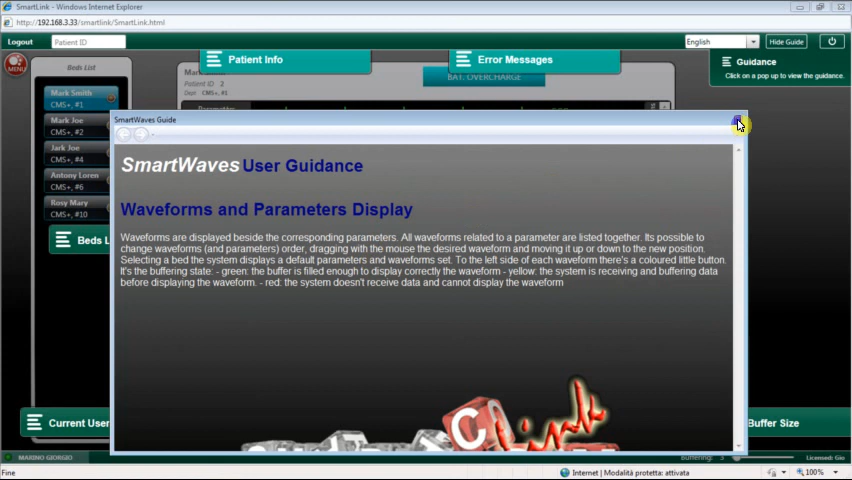 SmartLink - Windows Internet Explorer
http://192.168.3.33/smartlink/SmartLink.html
Logout Patient ID English Hide Guide
MENU
Beds List
Mark Smith
CMS+, #1
Mark Joe
CMS+, #2
Jark Joe
CMS+, #4
Antony Loren
CMS+, #6
Rosy Mary
CMS+, #10
Patient Info
Error Messages
Guidance
Click on a pop up to view the guidance.
Patient ID 2
Dept CMS+, #1
BAT. OVERCHARGE
Parameter
SmartWaves Guide
SmartWaves User Guidance
Waveforms and Parameters Display
Waveforms are displayed beside the corresponding parameters. All waveforms related to a parameter are listed together. Its possible to
change waveforms (and parameters) order, dragging with the mouse the desired waveform and moving it up or down to the new position.
Selecting a bed the system displays a default parameters and waveforms set. To the left side of each waveform there's a coloured little button.
It's the buffering state: - green: the buffer is filled enough to display correctly the waveform - yellow: the system is receiving and buffering data
before displaying the waveform. - red: the system doesn't receive data and cannot display the waveform
Beds L
Link
Current User
Buffer Size
MARINO GIORGIO
Buffering: 3
Licensed: Gio
Fine
Internet | Modalità protetta: attivata
100%